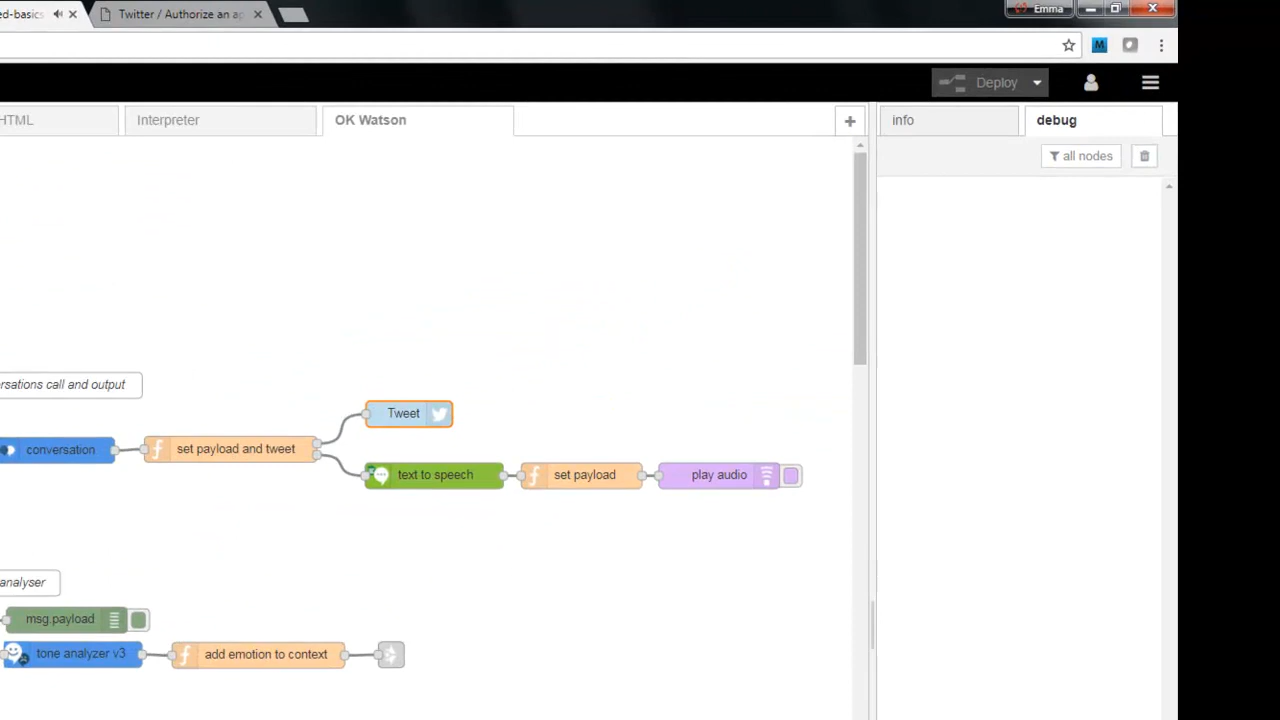 ed-basics
Twitter / Authorize an ap
Emma
M
Deploy
HTML
Interpreter
OK Watson
+
info
debug
all nodes
ersations call and output
Tweet
conversation
f set payload and tweet
text to speech
f set payload
play audio
analyser
msg.payload
tone analyzer v3
f add emotion to context